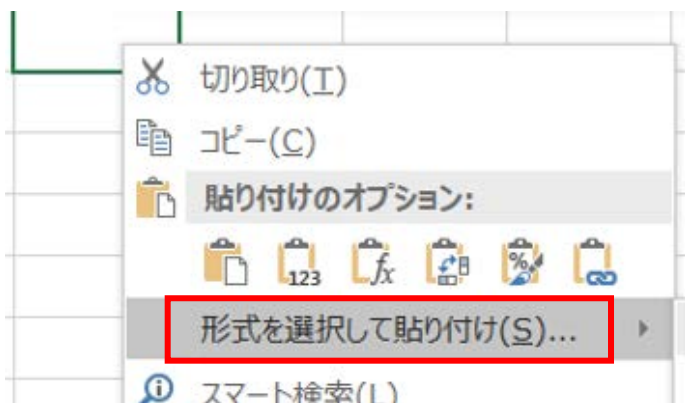 切り取り(T)
コピー(C)
貼り付けのオプション:
123 fx %
形式を選択して貼り付け(S)...
スマート検索(L)